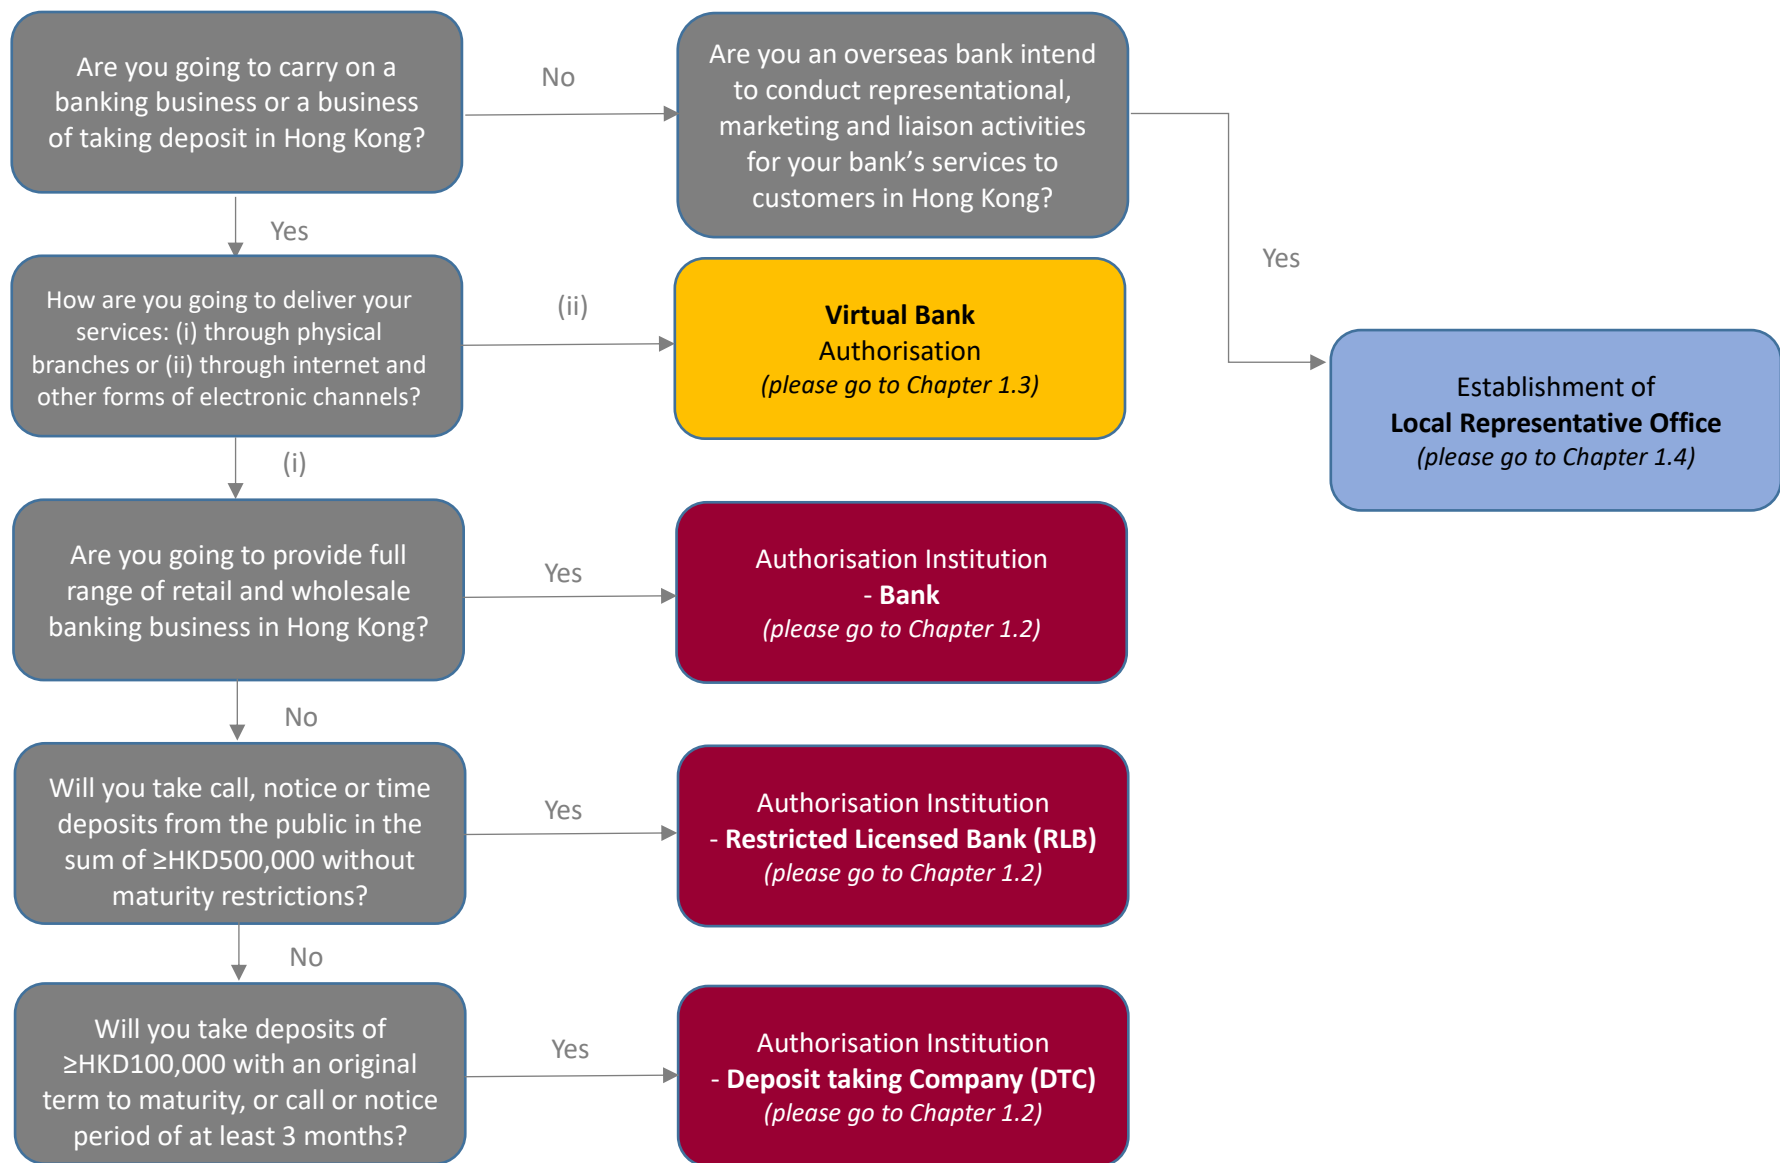 Are you going to carry on a
banking business or a business
of taking deposit in Hong Kong?
No
Are you an overseas bank intend
to conduct representational,
marketing and liaison activities
for your bank’s services to
customers in Hong Kong?
Yes
Yes
How are you going to deliver your
services: (i) through physical
branches or (ii) through internet and
other forms of electronic channels?
(ii)
Virtual Bank
Authorisation
(please go to Chapter 1.3)
Establishment of
Local Representative Office
(please go to Chapter 1.4)
(i)
Are you going to provide full
range of retail and wholesale
banking business in Hong Kong?
Yes
Authorisation Institution
- Bank
(please go to Chapter 1.2)
No
Will you take call, notice or time
deposits from the public in the
sum of ≥HKD500,000 without
maturity restrictions?
Yes
Authorisation Institution
- Restricted Licensed Bank (RLB)
(please go to Chapter 1.2)
No
Will you take deposits of
≥HKD100,000 with an original
term to maturity, or call or notice
period of at least 3 months?
Yes
Authorisation Institution
- Deposit taking Company (DTC)
(please go to Chapter 1.2)